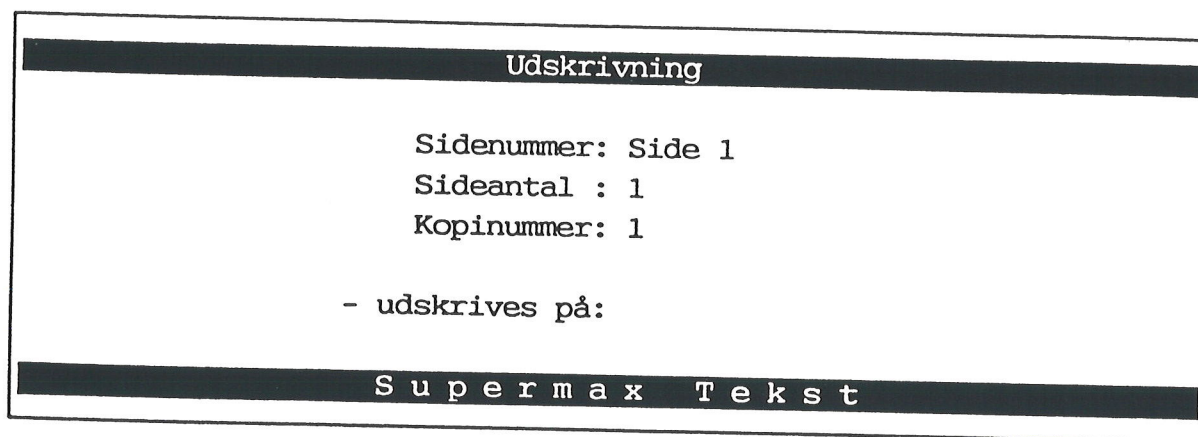 Udskrivning
Sidenummer: Side 1
Sideantal : 1
Kopinummer: 1
- udskrives på:
Supermax Tekst